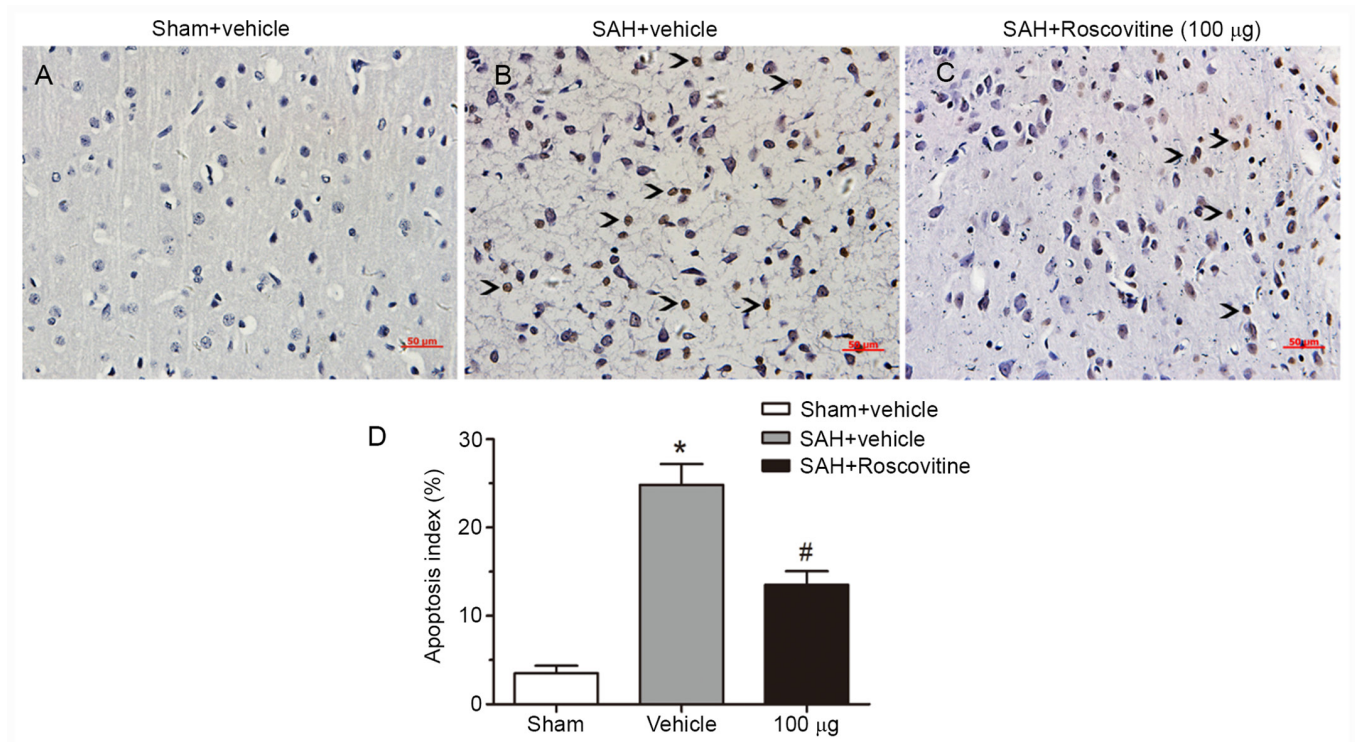 Sham+vehicle
SAH+vehicle
SAH+Roscovitine (100 μg)
A
B
C
50 μm
50 μm
50 μm
D
Sham+vehicle
SAH+vehicle
SAH+Roscovitine
Apoptosis index (%)
30
20
10
0
*
#
Sham
Vehicle
100 μg